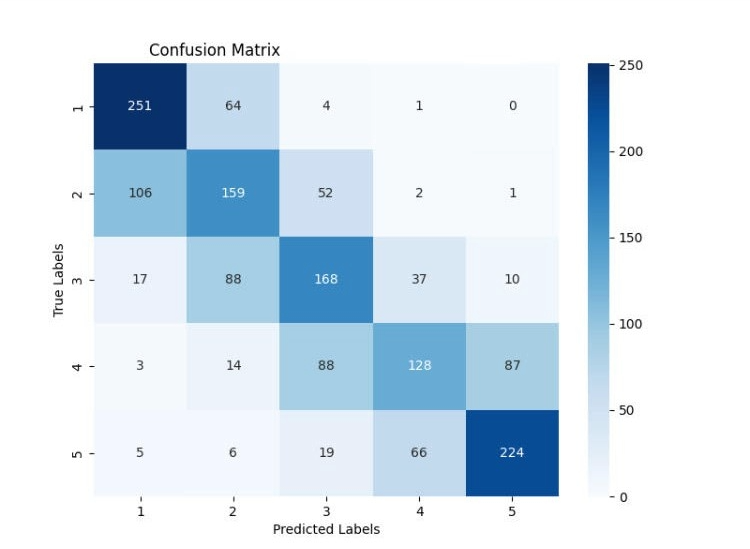 Confusion Matrix
1 251 64 4 1 0
2 106 159 52 2 1
3 17 88 168 37 10
4 3 14 88 128 87
5 5 6 19 66 224
1 2 3 4 5
True Labels
Predicted Labels
250
200
150
100
50
0